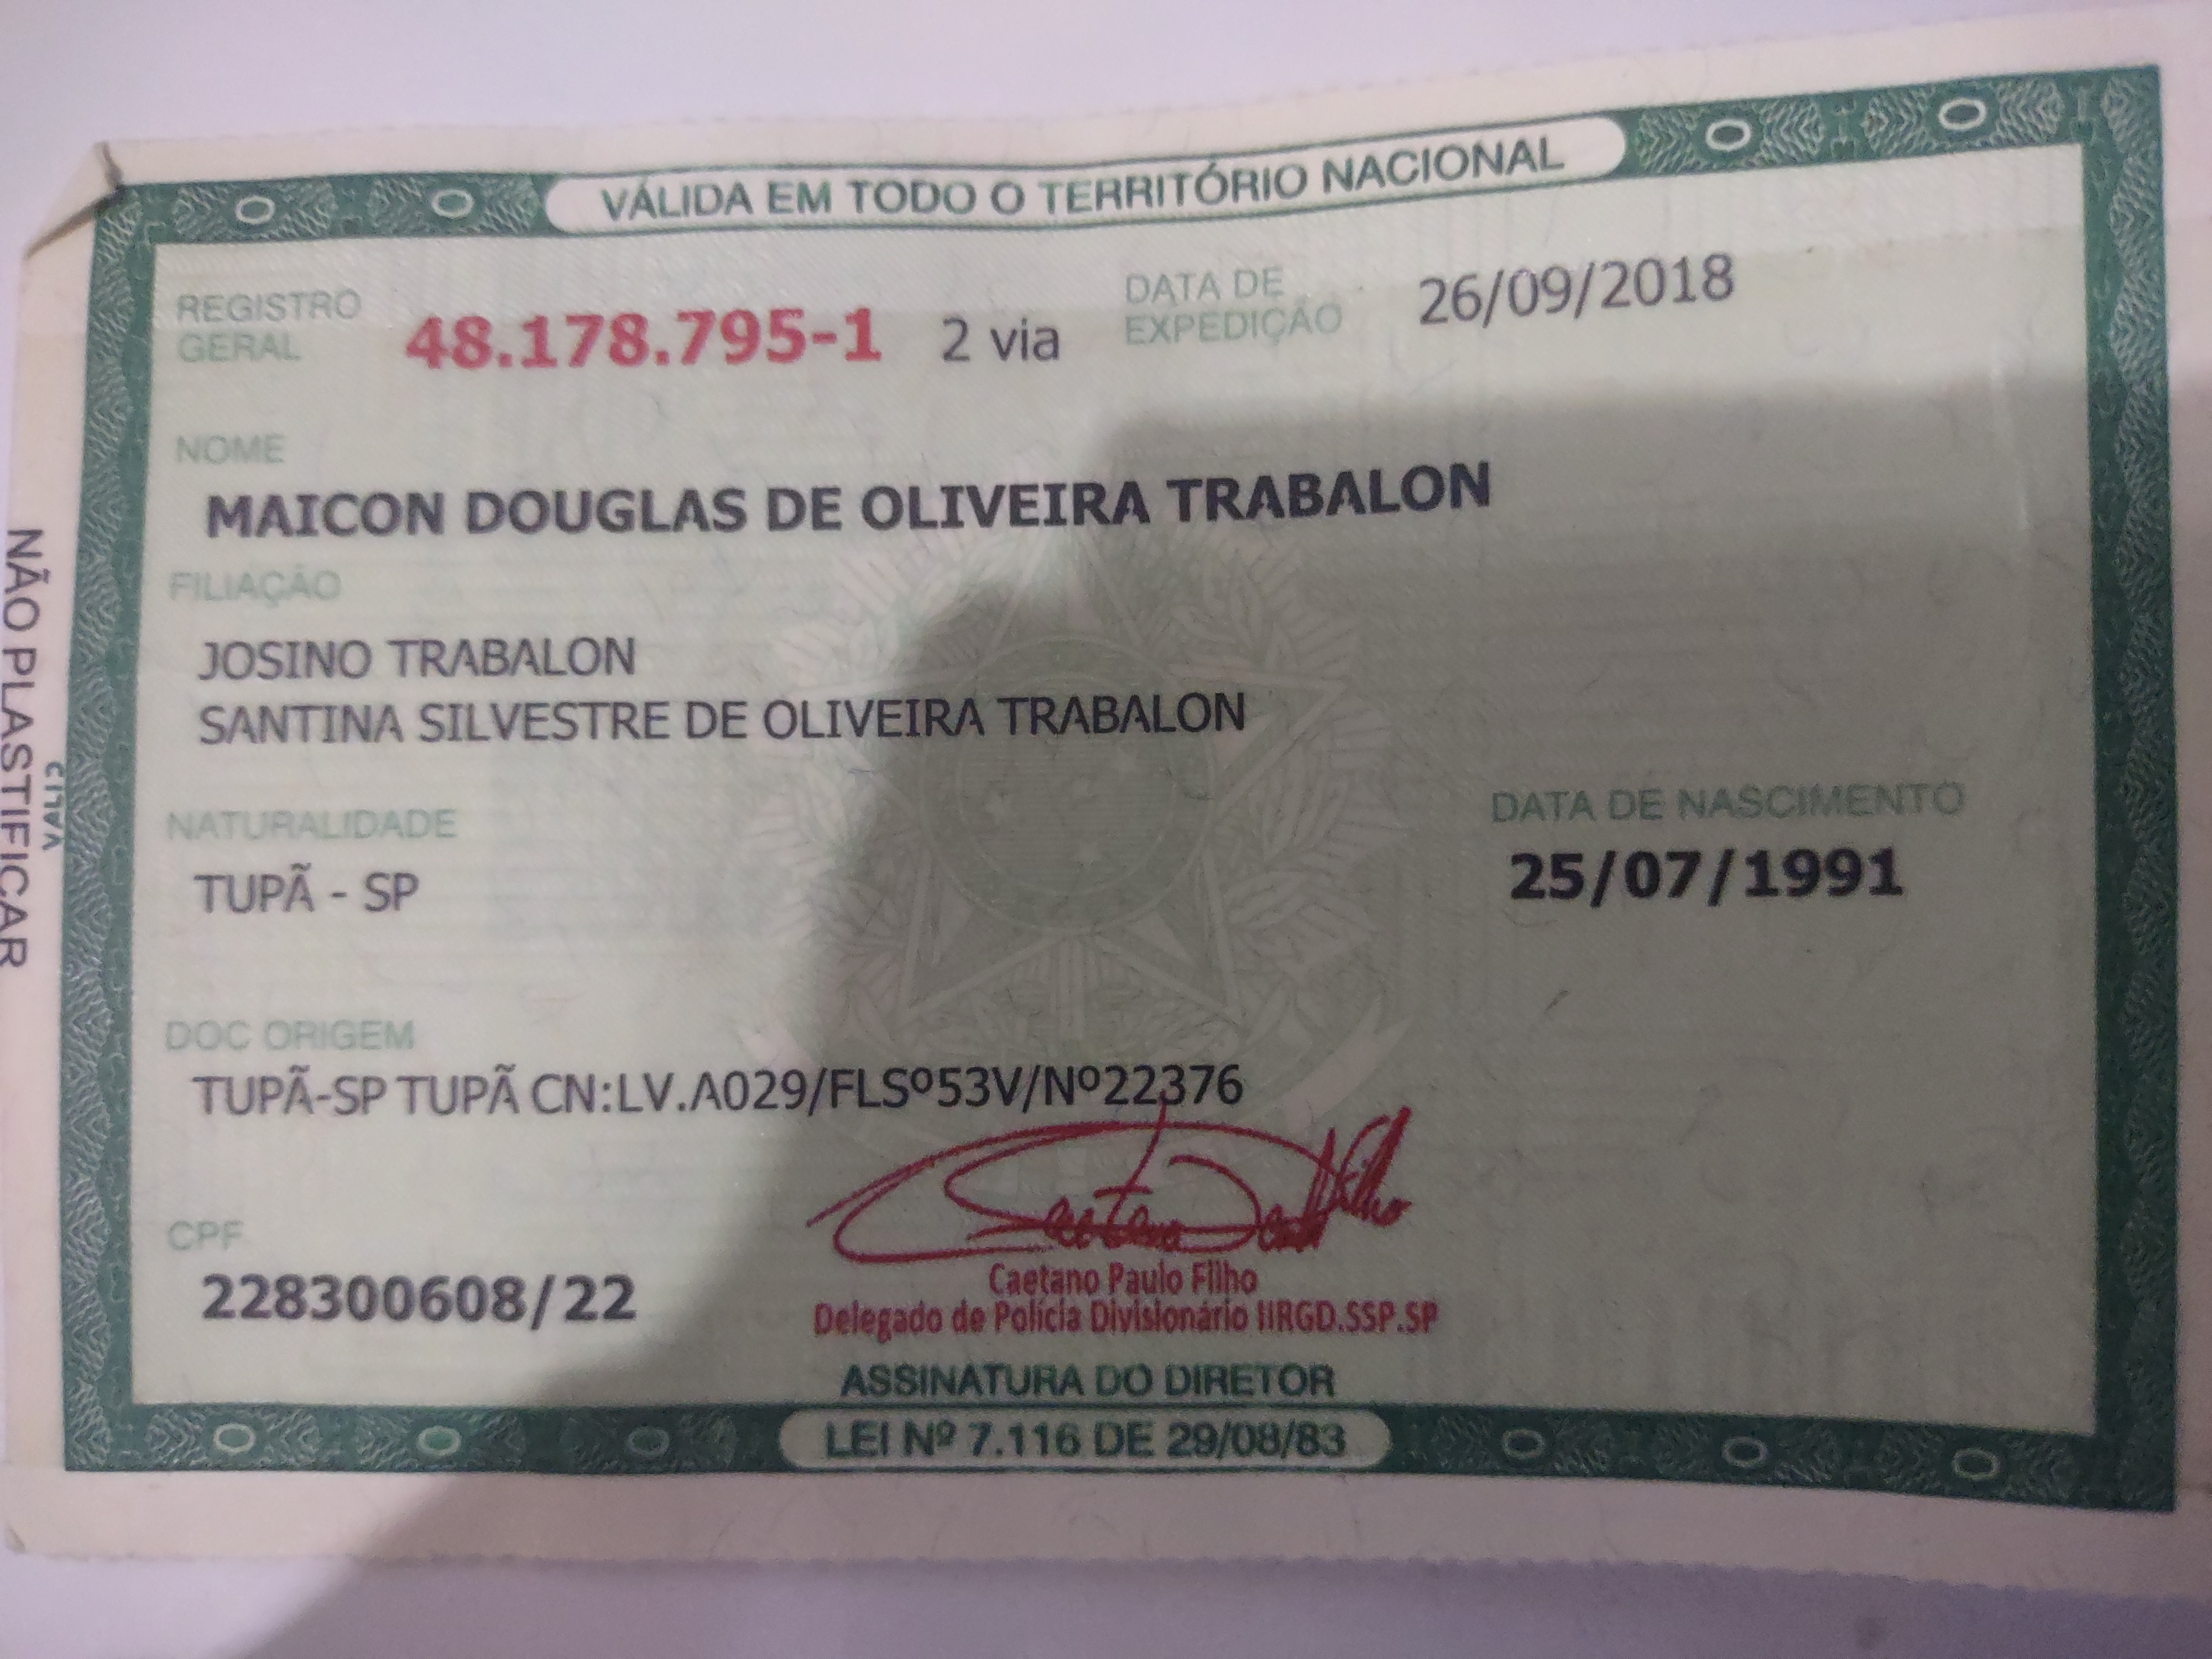 NÃO PLASTIFICAR
VÁLIDA EM TODO O TERRITÓRIO NACIONAL
REGISTRO GERAL 48.178.795-1 2 via DATA DE EXPEDIÇÃO 26/09/2018
NOME
MAICON DOUGLAS DE OLIVEIRA TRABALON
FILIAÇÃO
JOSINO TRABALON
SANTINA SILVESTRE DE OLIVEIRA TRABALON
NATURALIDADE DATA DE NASCIMENTO
TUPÃ - SP 25/07/1991
DOC ORIGEM
TUPÃ-SP TUPÃ CN:LV.A029/FLSº53V/Nº22376
CPF
228300608/22
Caetano Paulo Filho
Delegado de Polícia Divisionário IIRGD.SSP.SP
ASSINATURA DO DIRETOR
LEI Nº 7.116 DE 29/08/83